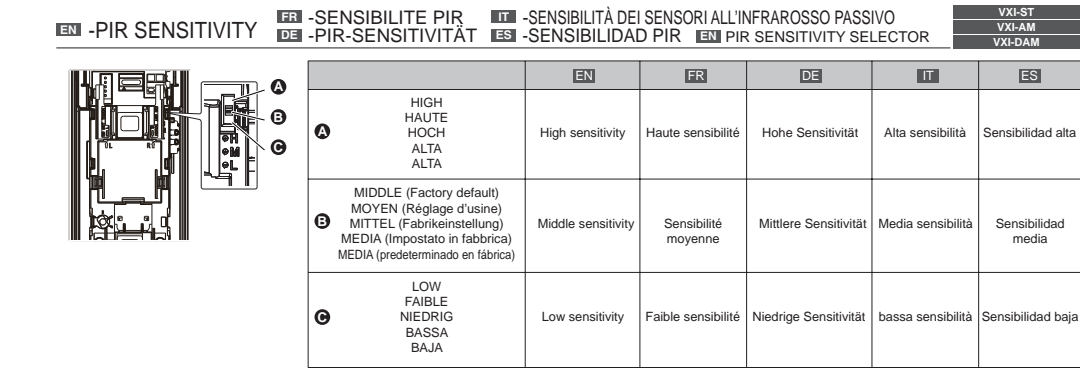 EN -PIR SENSITIVITY
FR -SENSIBILITE PIR
IT -SENSIBILITÀ DEI SENSORI ALL'INFRAROSSO PASSIVO
DE -PIR-SENSITIVITÄT
ES -SENSIBILIDAD PIR
EN PIR SENSITIVITY SELECTOR
VXI-ST
VXI-AM
VXI-DAM
A
B
C
H
M
L
L R
EN FR DE IT ES
A
HIGH
HAUTE
HOCH
ALTA
ALTA
High sensitivity
Haute sensibilité
Hohe Sensitivität
Alta sensibilità
Sensibilidad alta
B
MIDDLE (Factory default)
MOYEN (Réglage d'usine)
MITTEL (Fabrikeinstellung)
MEDIA (Impostato in fabbrica)
MEDIA (predeterminado en fábrica)
Middle sensitivity
Sensibilité
moyenne
Mittlere Sensitivität
Media sensibilità
Sensibilidad
media
C
LOW
FAIBLE
NIEDRIG
BASSA
BAJA
Low sensitivity
Faible sensibilité
Niedrige Sensitivität
bassa sensibilità
Sensibilidad baja